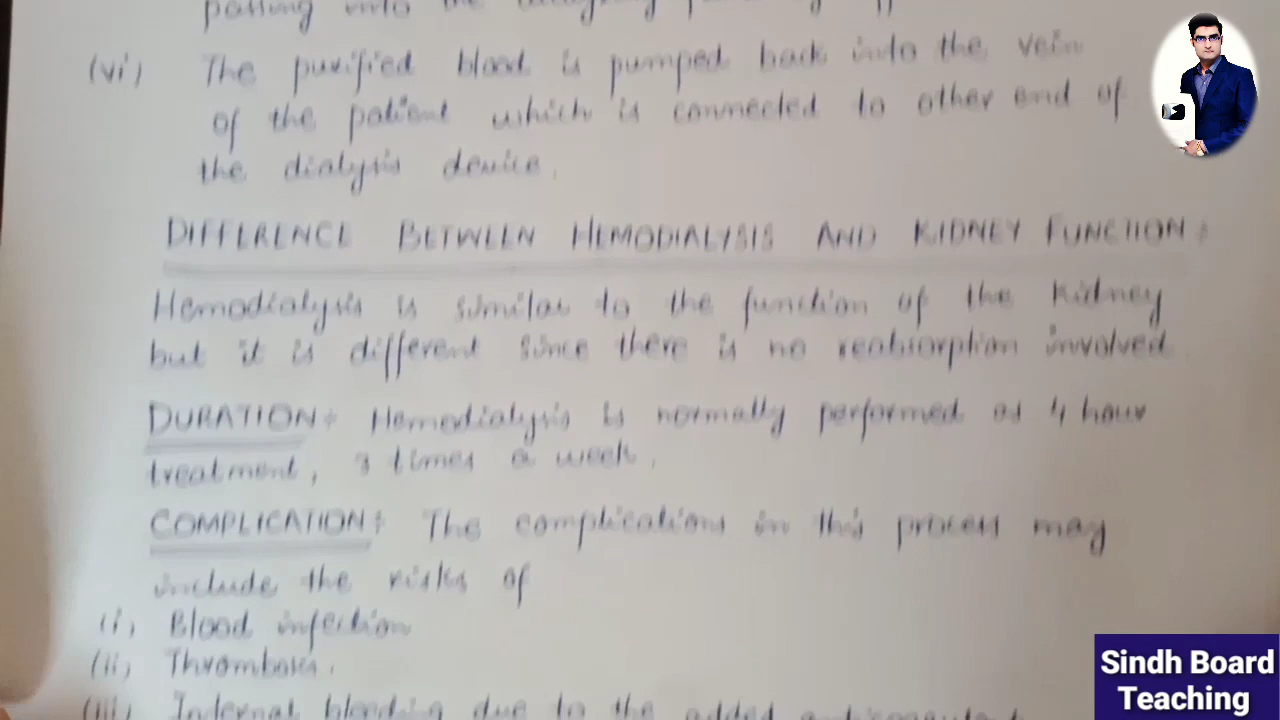 passing into the
(vi) The purified blood is pumped back into the vein
of the patient which is connected to other end of
the dialysis device.
DIFFERENCE BETWEEN HEMODIALYSIS AND KIDNEY FUNCTION:
Hemodialysis is similar to the function of the Kidney
but it is different since there is no reabsorption involved.
DURATION: Hemodialysis is normally performed as 4 hour
treatment, 3 times a week.
COMPLICATION: The complications in this process may
include the risks of
(i) Blood infection
(ii) Thrombosis.
(iii) Internal bleeding due to the added anticoagulant
Sindh Board
Teaching